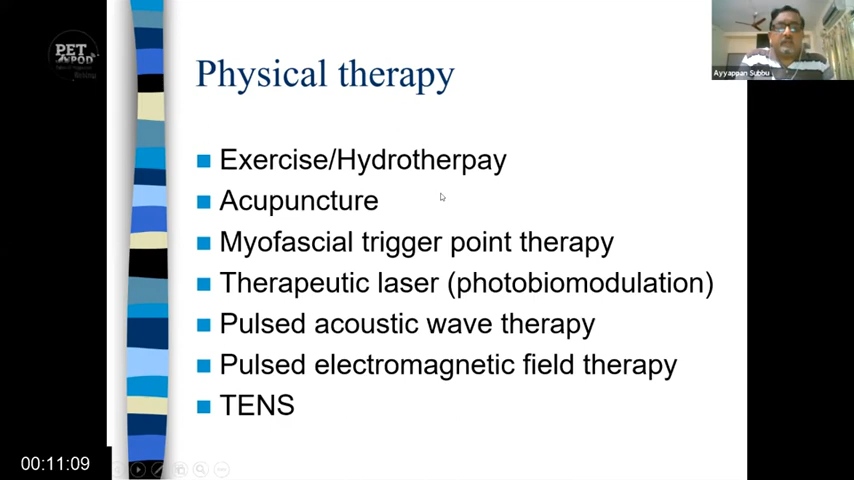 PET
POD
Ayyappan Subbu
Physical therapy
Exercise/Hydrotherpay
Acupuncture
Myofascial trigger point therapy
Therapeutic laser (photobiomodulation)
Pulsed acoustic wave therapy
Pulsed electromagnetic field therapy
TENS
00:11:09